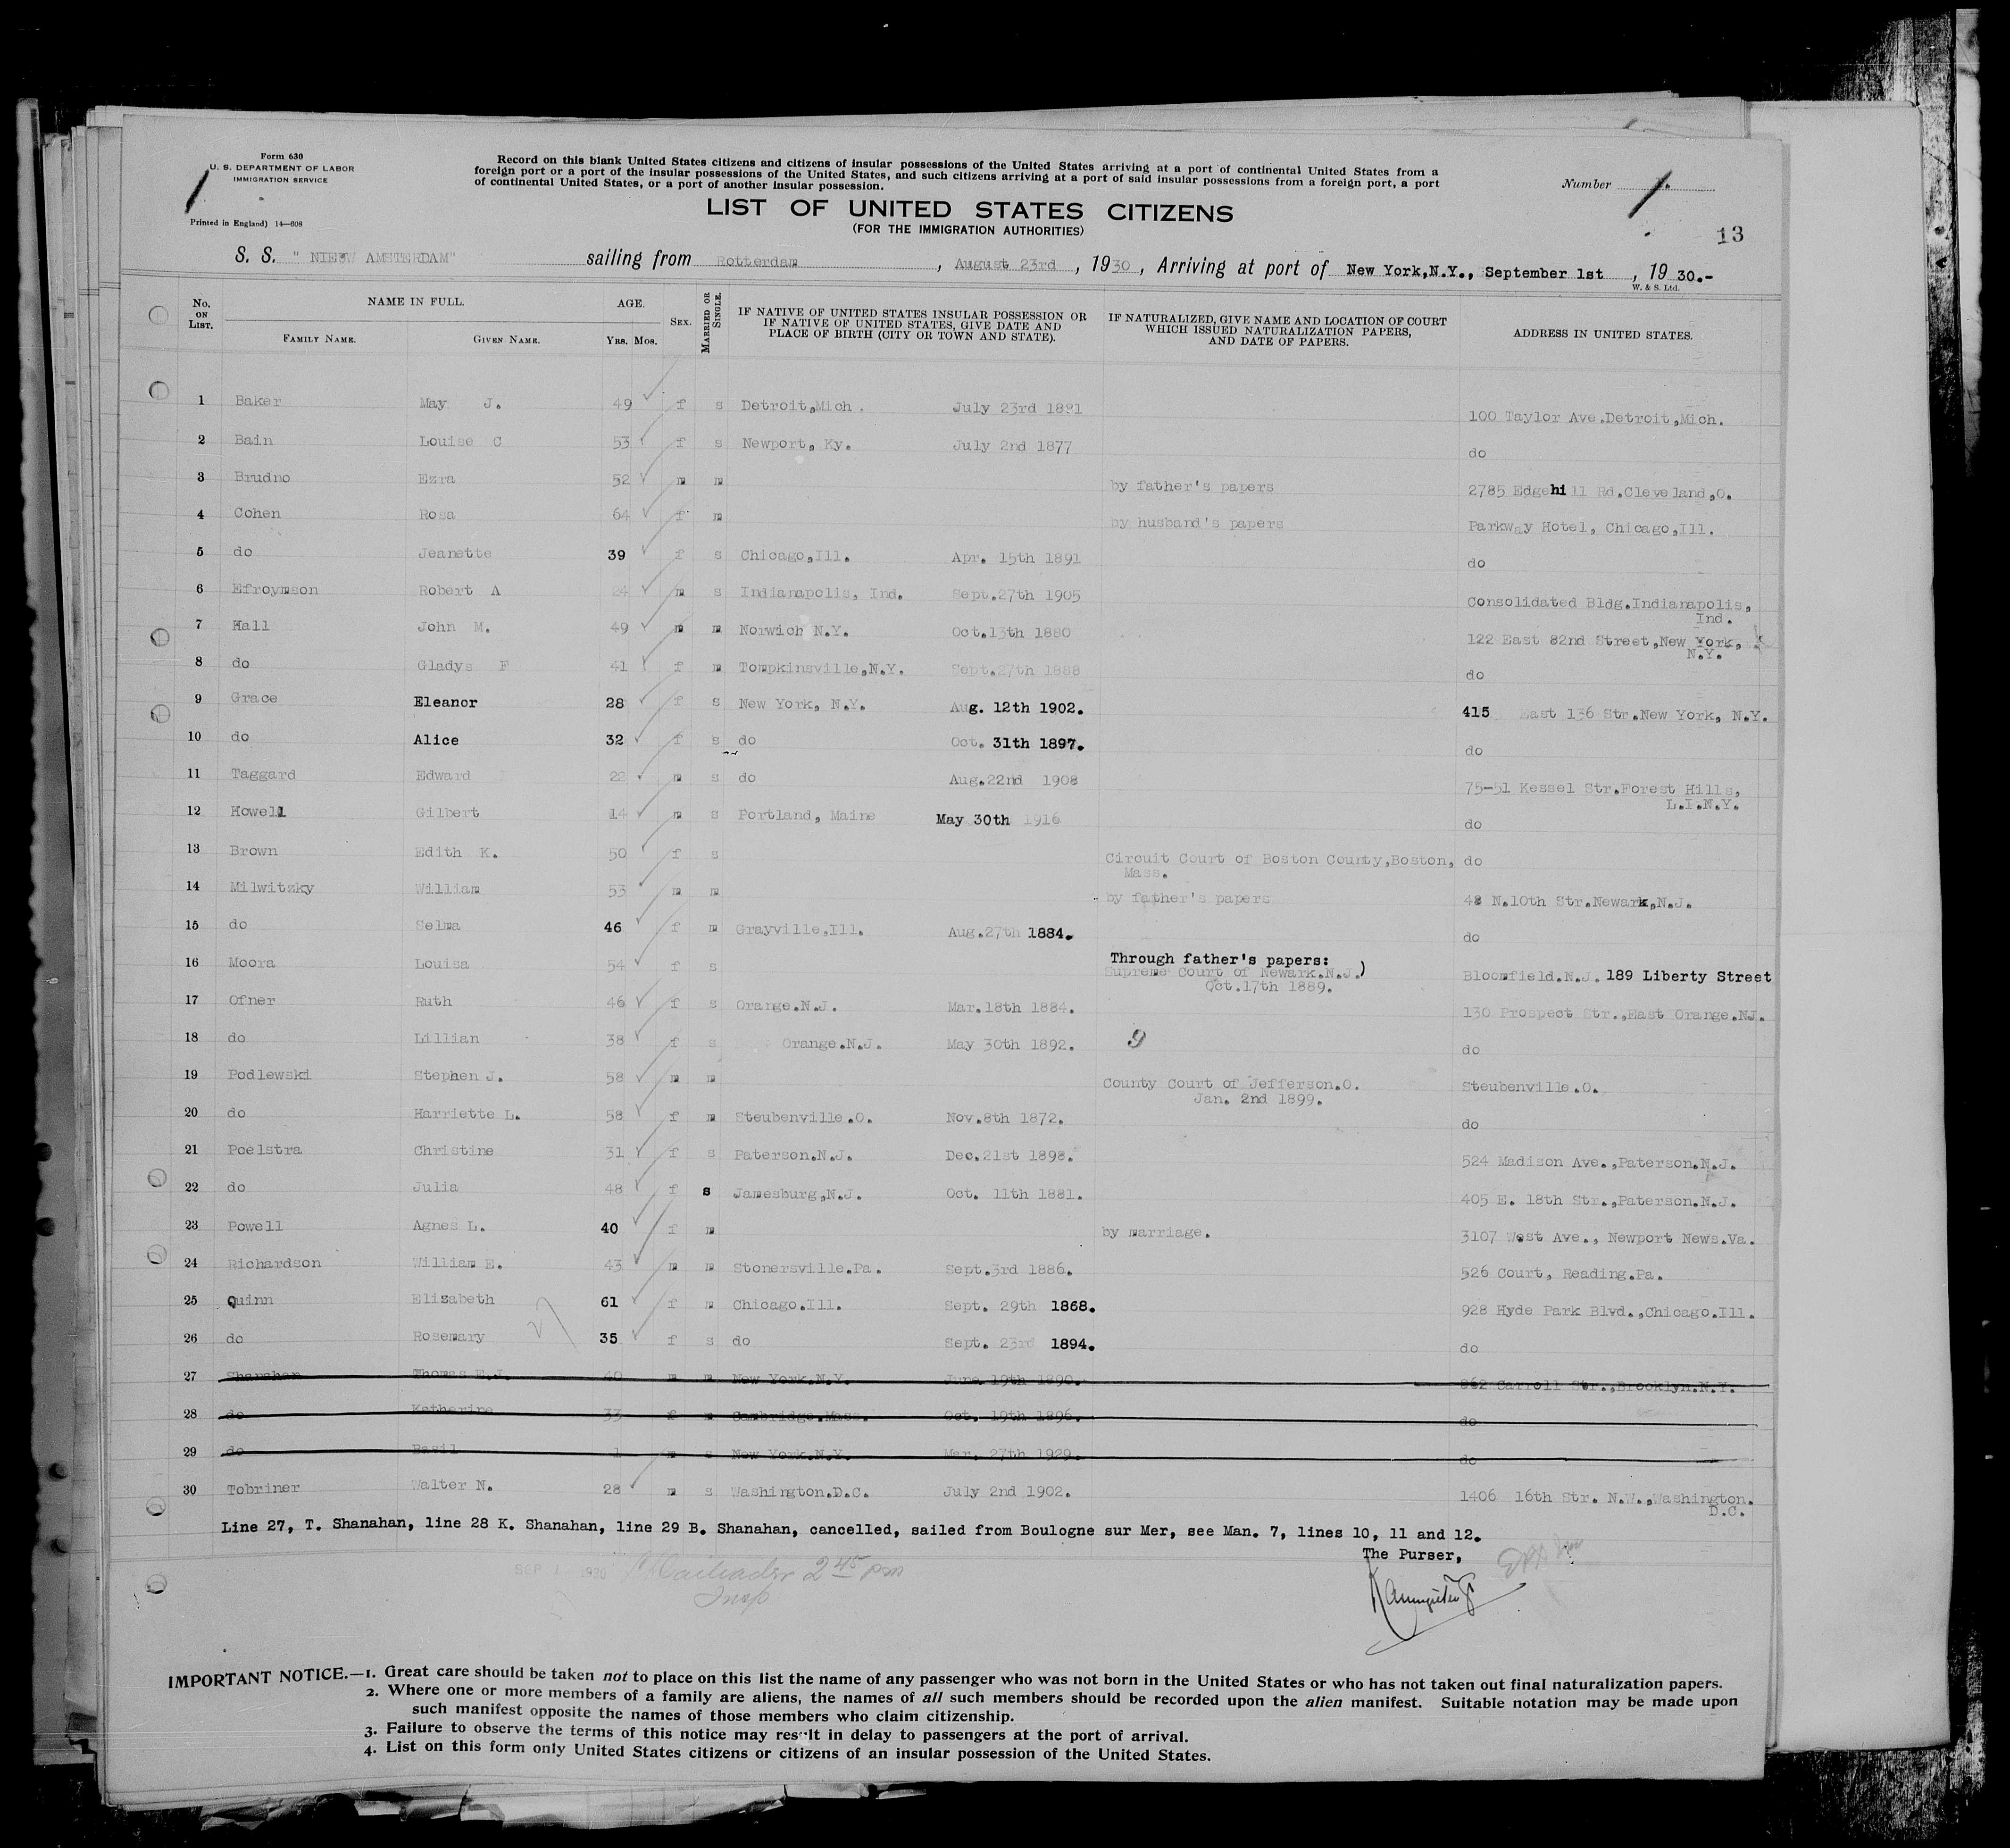 Form 630
U. S. DEPARTMENT OF LABOR
IMMIGRATION SERVICE
Printed in England) 14—608
Record on this blank United States citizens and citizens of insular possessions of the United States arriving at a port of continental United States from a
foreign port or a port of the insular possessions of the United States, and such citizens arriving at a port of said insular possessions from a foreign port, a port
of continental United States, or a port of another insular possession.
Number
LIST OF UNITED STATES CITIZENS
(FOR THE IMMIGRATION AUTHORITIES)
13
S. S. " NIEUW AMSTERDAM" sailing from Rotterdam, August 23rd, 1930, Arriving at port of New York,N.Y., September 1st, 19 30.-
W. & S. Ltd.
No. ON LIST. NAME IN FULL. FAMILY NAME. GIVEN NAME. AGE. YRS. MOS. SEX. MARRIED OR SINGLE. IF NATIVE OF UNITED STATES INSULAR POSSESSION OR IF NATIVE OF UNITED STATES, GIVE DATE AND PLACE OF BIRTH (CITY OR TOWN AND STATE). IF NATURALIZED, GIVE NAME AND LOCATION OF COURT WHICH ISSUED NATURALIZATION PAPERS, AND DATE OF PAPERS. ADDRESS IN UNITED STATES.
1 Baker May J. 49 f s Detroit,Mich. July 23rd 1881 100 Taylor Ave.Detroit,Mich.
2 Bain Louise C 53 f s Newport, Ky. July 2nd 1877 do
3 Brudno Ezra 52 m m by father's papers 2785 Edgehill Rd.Cleveland,O.
4 Cohen Rosa 64 f m by husband's papers Parkway Hotel, Chicago,Ill.
5 do Jeanette 39 f s Chicago,Ill. Apr. 15th 1891 do
6 Efroymson Robert A 24 m s Indianapolis, Ind. Sept.27th 1905 Consolidated Bldg.Indianapolis,
Ind.
7 Hall John M. 49 m m Norwich N.Y. Oct.13th 1880 122 East 82nd Street,New York,
N.Y.
8 do Gladys F 41 f m Tompkinsville,N.Y. Sept.27th 1888 do
9 Grace Eleanor 28 f s New York, N.Y. Aug. 12th 1902. 415 East 136 Str.New York, N.Y.
10 do Alice 32 f s do Oct. 31th 1897. do
11 Taggard Edward 22 m s do Aug.22nd 1908 75-51 Kessel Str.Forest Hills,
L.I.N.Y.
12 Howell Gilbert 14 m s Portland, Maine May 30th 1916 do
13 Brown Edith K. 50 f s Circuit Court of Boston County,Boston, do
Mass.
14 Milwitzky William 53 m m by father's papers 48 N.10th Str.Newark,N.J.
15 do Selma 46 f m Grayville,Ill. Aug.27th 1884. do
16 Moora Louisa 54 f s Through father's papers:
Supreme Court of Newark.N.J.) Bloomfield.N.J. 189 Liberty Street
Oct.17th 1889.
17 Ofner Ruth 46 f s Orange.N.J. Mar.18th 1884. 130 Prospect Str.,East Orange.NJ.
18 do Lillian 38 f s Orange.N.J. May 30th 1892. 9 do
19 Podlewski Stephen J. 58 m m County Court of Jefferson.O. Steubenville.O.
Jan. 2nd 1899.
20 do Harriette L. 58 f m Steubenville.O. Nov.8th 1872. do
21 Poelstra Christine 31 f s Paterson.N.J. Dec.21st 1898. 524 Madison Ave.,Paterson.N.J.
22 do Julia 48 f s Jamesburg,N.J. Oct. 11th 1881. 405 E. 18th Str.,Paterson.N.J.
23 Powell Agnes L. 40 f m by marriage. 3107 West Ave., Newport News.Va.
24 Richardson William E. 43 m m Stonersville.Pa. Sept.3rd 1886. 526 Court, Reading.Pa.
25 Quinn Elizabeth 61 f m Chicago.Ill. Sept. 29th 1868. 928 Hyde Park Blvd.,Chicago.Ill.
26 do Rosemary 35 f s do Sept. 23rd 1894. do
27 Shanahan Thomas E.J. 40 m m New York.N.Y. June 19th 1890. 862 Carroll Str.,Brooklyn.N.Y.
28 do Katherine 33 f m Cambridge.Mass. Oct. 19th 1896. do
29 do Basil 1 m s New York.N.Y. Mar. 27th 1929. do
30 Tobriner Walter N. 28 m s Washington.D.C. July 2nd 1902. 1406 16th Str. N.W.,Washington.
D.C.
Line 27, T. Shanahan, line 28 K. Shanahan, line 29 B. Shanahan, cancelled, sailed from Boulogne sur Mer, see Man. 7, lines 10, 11 and 12.
The Purser,
SEP 1 1930 2 45 pm
Insp
IMPORTANT NOTICE.—1. Great care should be taken not to place on this list the name of any passenger who was not born in the United States or who has not taken out final naturalization papers.
2. Where one or more members of a family are aliens, the names of all such members should be recorded upon the alien manifest. Suitable notation may be made upon
such manifest opposite the names of those members who claim citizenship.
3. Failure to observe the terms of this notice may result in delay to passengers at the port of arrival.
4. List on this form only United States citizens or citizens of an insular possession of the United States.